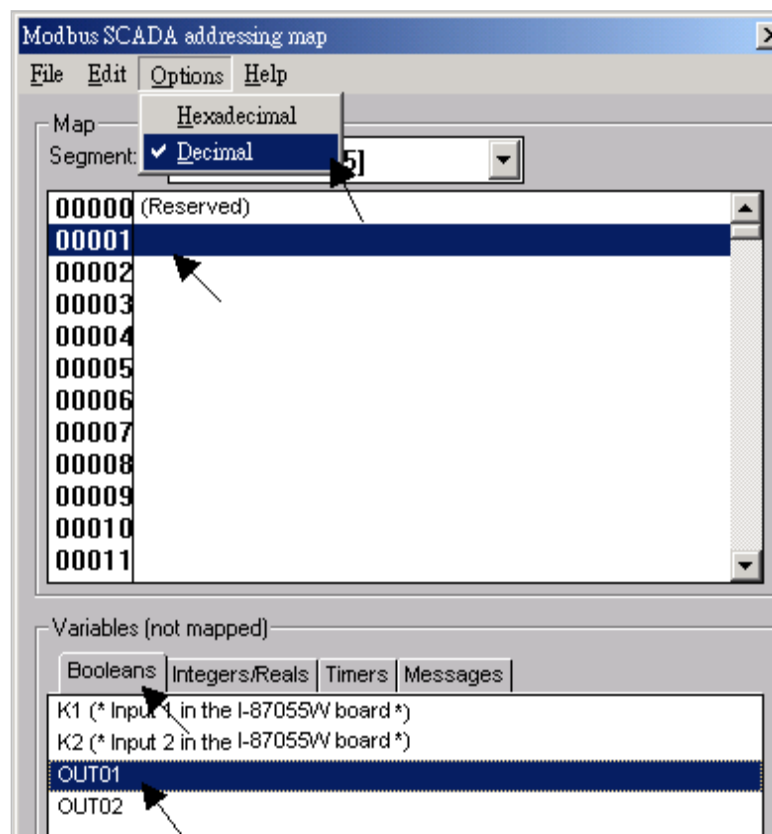 Modbus SCADA addressing map
File Edit Options Help
Hexadecimal
Decimal
Map
Segment: 5]
00000 (Reserved)
00001
00002
00003
00004
00005
00006
00007
00008
00009
00010
00011
Variables (not mapped)
Booleans Integers/Reals Timers Messages
K1 (* Input 1 in the I-87055W board *)
K2 (* Input 2 in the I-87055W board *)
OUT01
OUT02